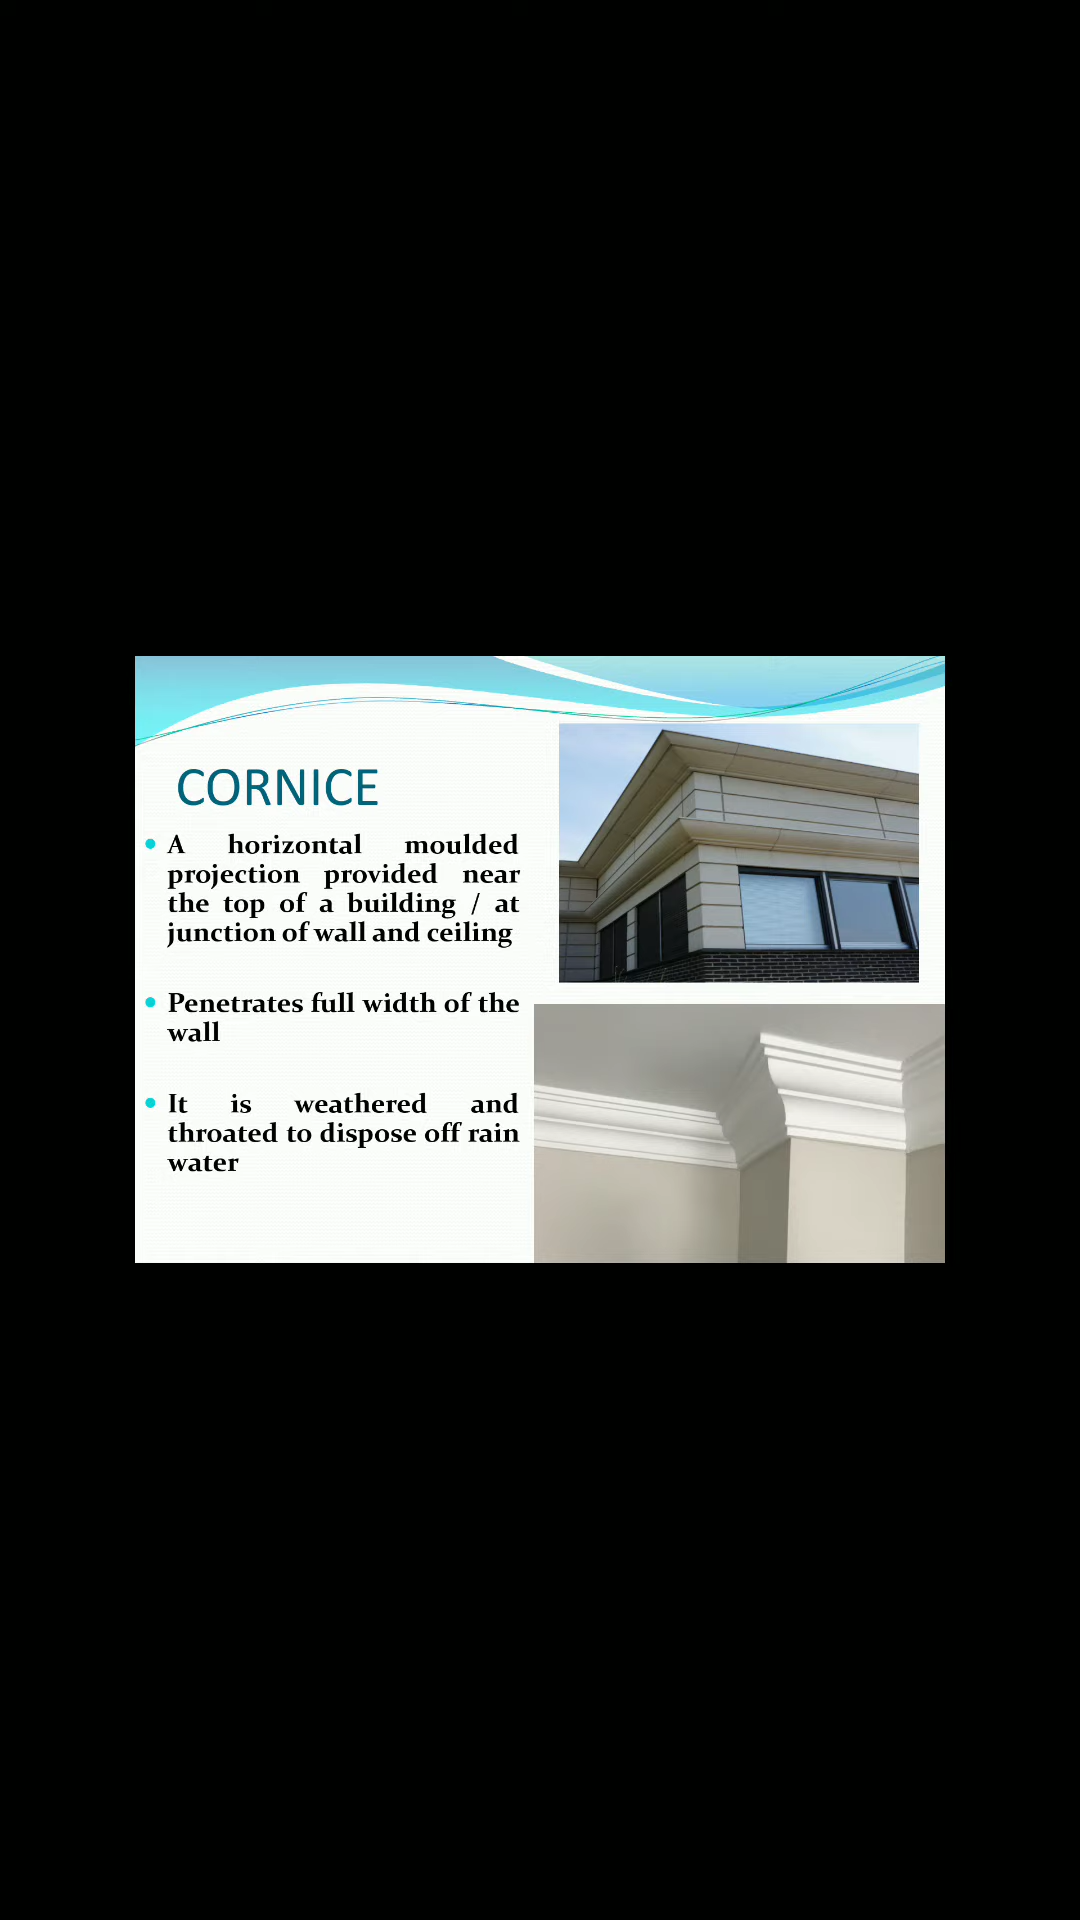 CORNICE
A horizontal moulded
projection provided near
the top of a building / at
junction of wall and ceiling
Penetrates full width of the
wall
It is weathered and
throated to dispose off rain
water